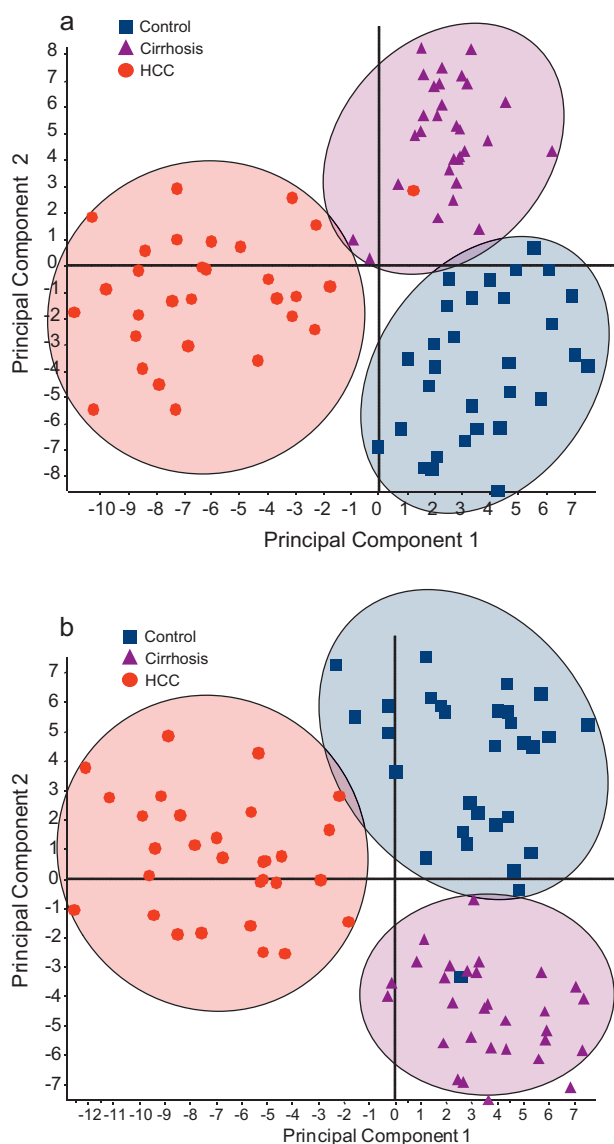 a
Control
Cirrhosis
HCC
8
7
6
5
4
3
2
1
0
-1
-2
-3
-4
-5
-6
-7
-8
Principal Component 2
-10 -9 -8 -7 -6 -5 -4 -3 -2 -1 0 1 2 3 4 5 6 7
Principal Component 1
b
Control
Cirrhosis
HCC
7
6
5
4
3
2
1
0
-1
-2
-3
-4
-5
-6
-7
Principal Component 2
-12 -11 -10 -9 -8 -7 -6 -5 -4 -3 -2 -1 0 1 2 3 4 5 6 7
Principal Component 1